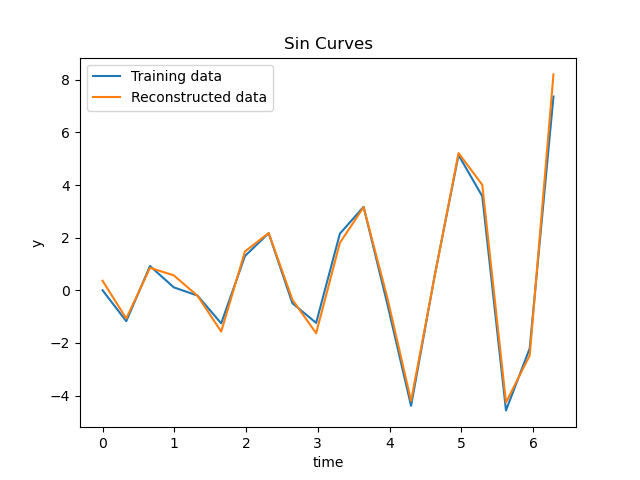 Sin Curves
Training data
Reconstructed data
8
6
4
2
0
−2
−4
y
0 1 2 3 4 5 6
time